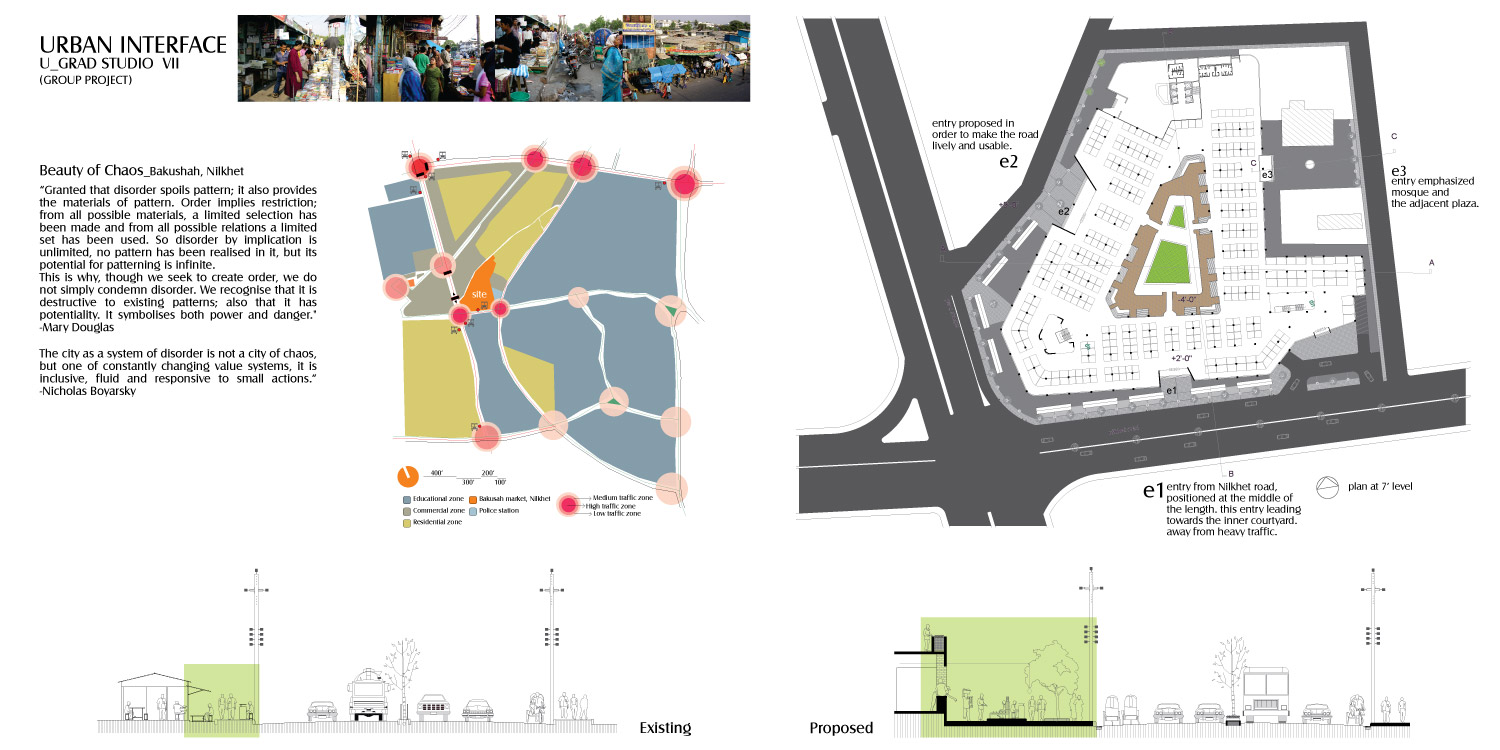 URBAN INTERFACE
U_GRAD STUDIO VII
(GROUP PROJECT)
Beauty of Chaos_Bakushah, Nilkhet
“Granted that disorder spoils pattern; it also provides
the materials of pattern. Order implies restriction;
from all possible materials, a limited selection has
been made and from all possible relations a limited
set has been used. So disorder by implication is
unlimited, no pattern has been realised in it, but its
potential for patterning is infinite.
This is why, though we seek to create order, we do
not simply condemn disorder. We recognise that it is
destructive to existing patterns; also that it has
potentiality. It symbolises both power and danger."
-Mary Douglas
The city as a system of disorder is not a city of chaos,
but one of constantly changing value systems, it is
inclusive, fluid and responsive to small actions.”
-Nicholas Boyarsky
site
400' 200'
300' 100'
Educational zone
Bakusah market, Nilkhet
Commercial zone
Police station
Residential zone
Medium traffic zone
High traffic zone
Low traffic zone
entry proposed in
order to make the road
lively and usable.
e2
e2
C
C
e3
e3
entry emphasized
mosque and
the adjacent plaza.
A
-4'-0"
+2'-0"
e1
B
e1
entry from Nilkhet road,
positioned at the middle of
the length. this entry leading
towards the inner courtyard.
away from heavy traffic.
plan at 7' level
Existing
Proposed